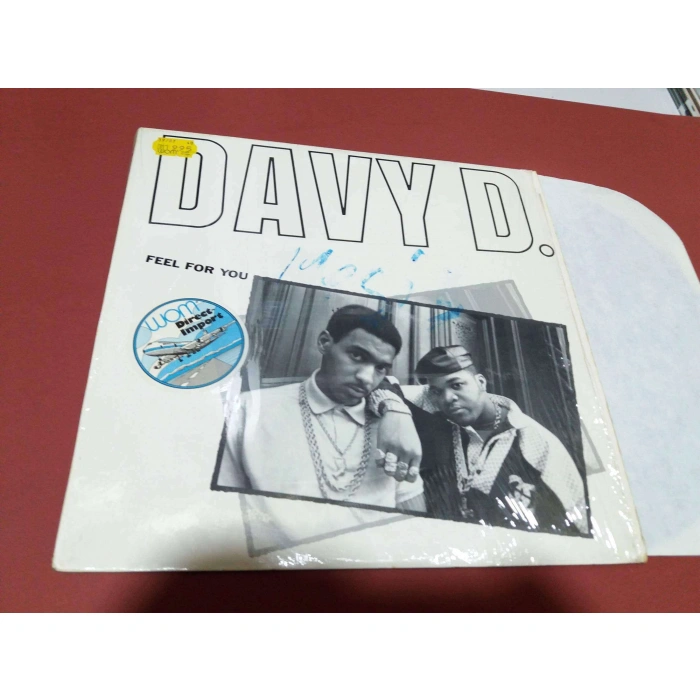 DAVY D.
FEEL FOR YOU
WOM
Direct
Import